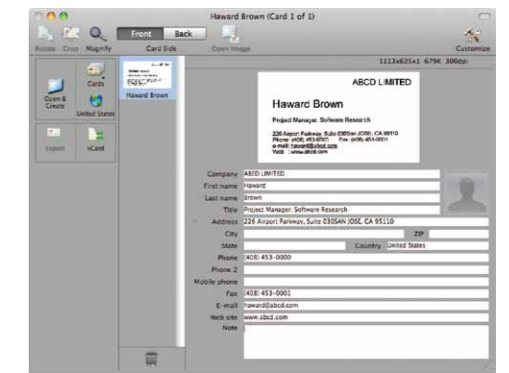 Haward Brown (Card 1 of 1)
Rotate Crop Magnify
Front Back
Card Side
Open Image
Customize
1113x625x1 679K 300dpi
Open &
Create
Cards
United States
Export
vCard
Haward Brown
ABCD LIMITED
Haward Brown
Project Manager. Software Research
226 Airport Parkway, Suite 0305an JOSE, CA 95110
Phone: (408) 453-0000 Fax: (408) 453-0001
e-mail: haward@abcd.com
Web : www.abcd.com
Company ABCD LIMITED
First name Haward
Last name Brown
Title Project Manager. Software Research
Address 226 Airport Parkway, Suite 030SAN JOSE, CA 95110
City ZIP
State Country United States
Phone (408) 453-0000
Phone 2
Mobile phone
Fax (408) 453-0001
E-mail haward@abcd.com
Web site www.abcd.com
Note